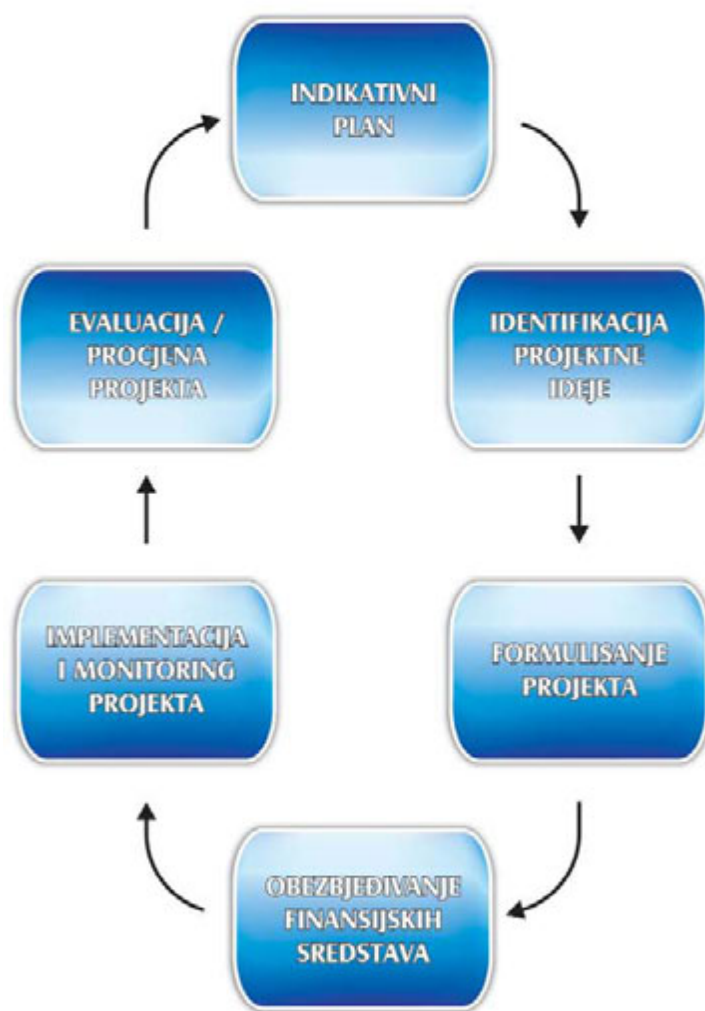 INDIKATIVNI
PLAN
IDENTIFIKACIJA
PROJEKTNE
IDEJE
FORMULISANJE
PROJEKTA
OBEZBJEĐIVANJE
FINANSIJSKIH
SREDSTAVA
IMPLEMENTACIJA
I MONITORING
PROJEKTA
EVALUACIJA /
PROCJENA
PROJEKTA